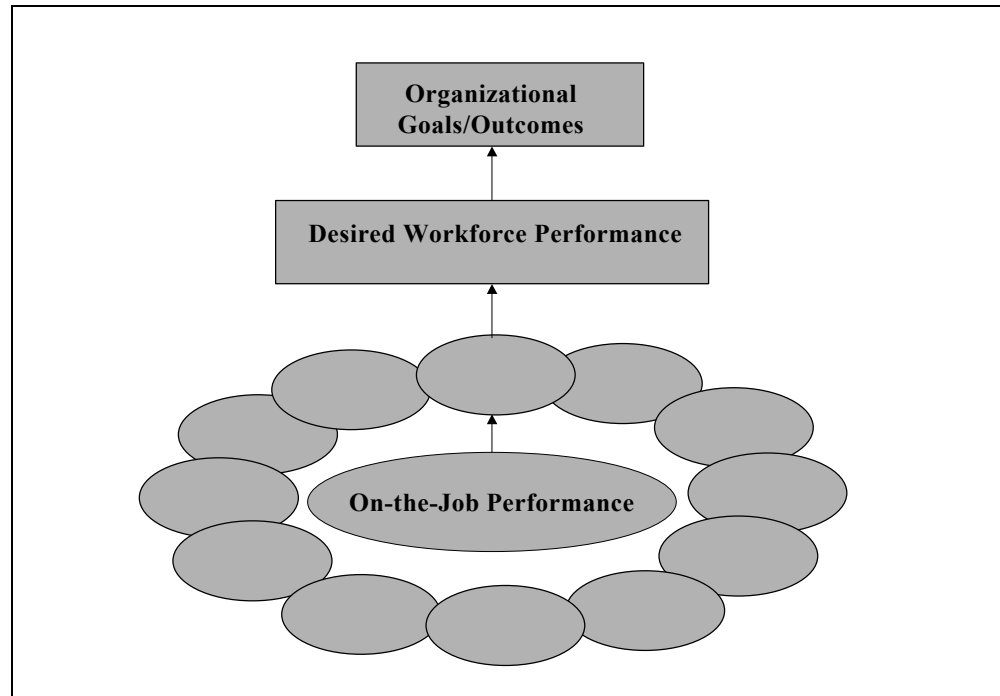 Organizational
Goals/Outcomes
Desired Workforce Performance
On-the-Job Performance